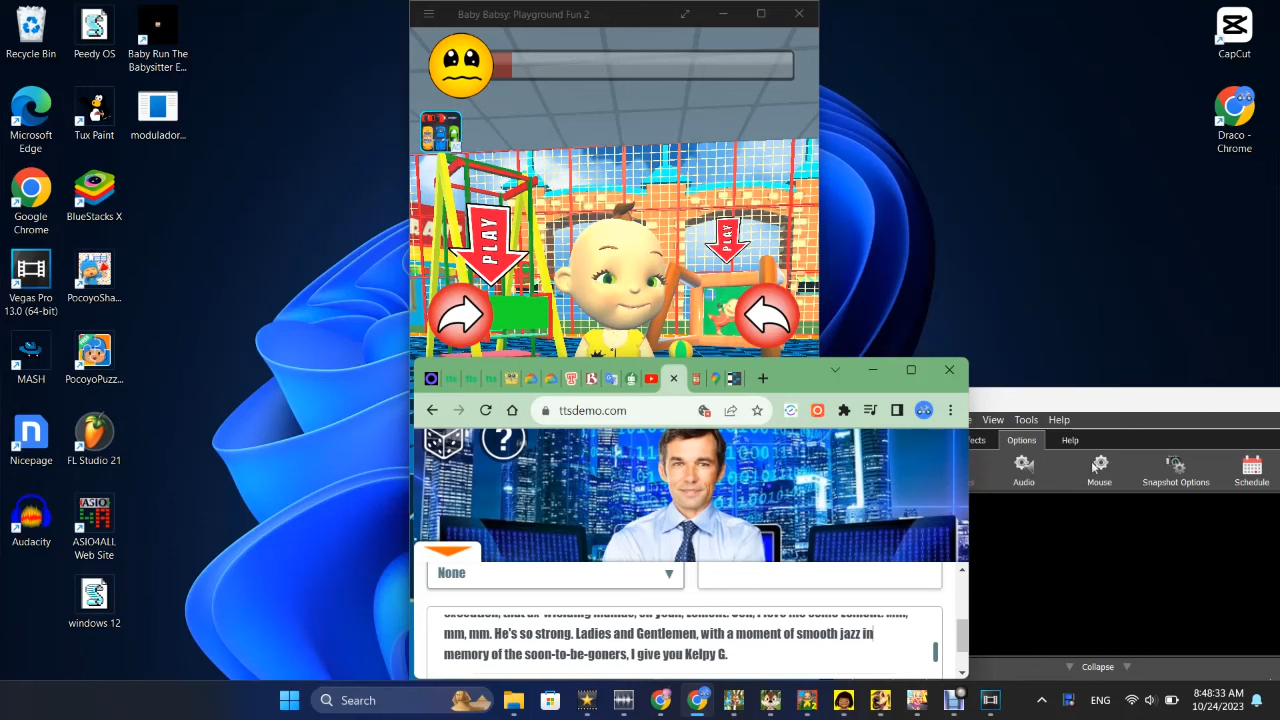 Baby Babsy: Playground Fun 2
Recycle Bin
Peedy OS
Baby Run The
Babysitter E...
CapCut
Microsoft
Edge
Tux Paint
modulador...
Draco -
Chrome
PLAY
PLAY
Google
Chrome
BlueStacks X
Vegas Pro
13.0 (64-bit)
PocoyoSha...
MASH
PocoyoPuzz...
ttsdemo.com
View Tools Help
Options
Help
Audio
Mouse
Snapshot Options
Schedule
Nicepage
FL Studio 21
Audacity
ASIO4ALL
Web Site
None
windows 12
mm, mm. He's so strong. Ladies and Gentlemen, with a moment of smooth jazz in
memory of the soon-to-be-goners, I give you Kelpy G.
Collapse
Search
ENG
8:48:33 AM
10/24/2023